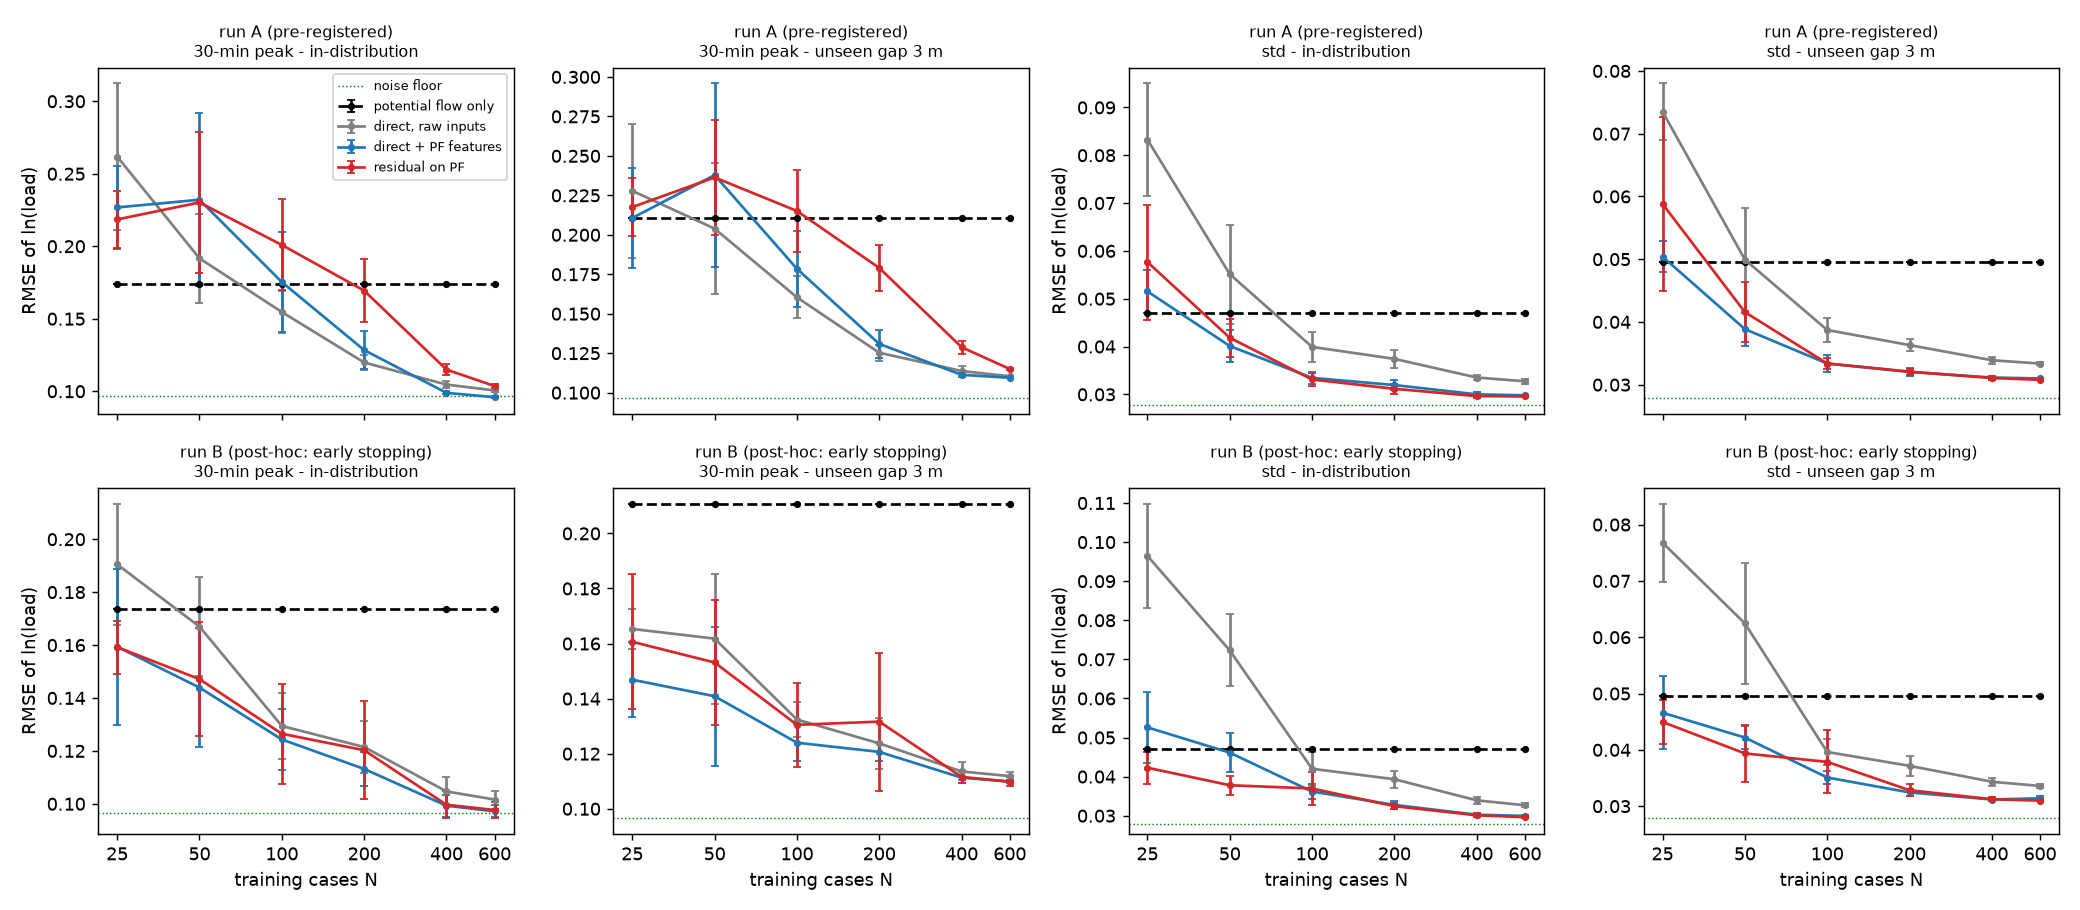 run A (pre-registered)
30-min peak - in-distribution
RMSE of ln(load)
0.30
0.25
0.20
0.15
0.10
noise floor
potential flow only
direct, raw inputs
direct + PF features
residual on PF
run A (pre-registered)
30-min peak - unseen gap 3 m
0.300
0.275
0.250
0.225
0.200
0.175
0.150
0.125
0.100
run A (pre-registered)
std - in-distribution
RMSE of ln(load)
0.09
0.08
0.07
0.06
0.05
0.04
0.03
run A (pre-registered)
std - unseen gap 3 m
0.08
0.07
0.06
0.05
0.04
0.03
run B (post-hoc: early stopping)
30-min peak - in-distribution
RMSE of ln(load)
0.20
0.18
0.16
0.14
0.12
0.10
25 50 100 200 400 600
training cases N
run B (post-hoc: early stopping)
30-min peak - unseen gap 3 m
0.20
0.18
0.16
0.14
0.12
0.10
25 50 100 200 400 600
training cases N
run B (post-hoc: early stopping)
std - in-distribution
RMSE of ln(load)
0.11
0.10
0.09
0.08
0.07
0.06
0.05
0.04
0.03
25 50 100 200 400 600
training cases N
run B (post-hoc: early stopping)
std - unseen gap 3 m
0.08
0.07
0.06
0.05
0.04
0.03
25 50 100 200 400 600
training cases N